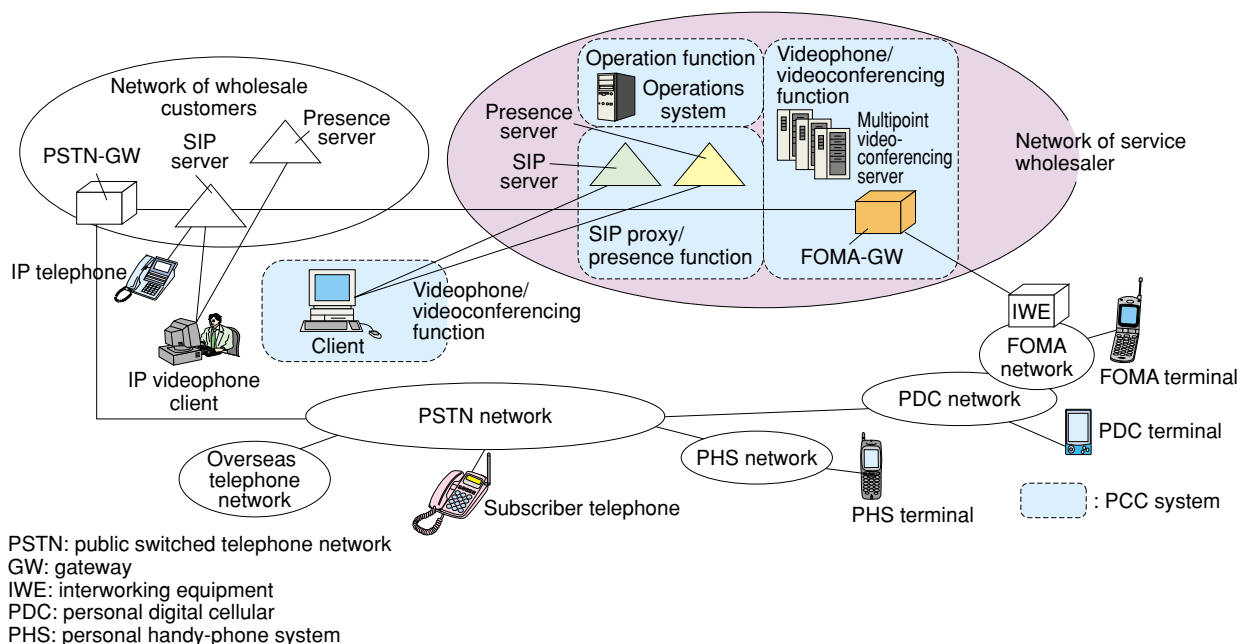 Network of wholesale
customers
Presence
server
SIP
server
PSTN-GW
IP telephone
IP videophone
client
Operation function
Operations
system
Presence
server
SIP
server
SIP proxy/
presence function
Videophone/
videoconferencing
function
Multipoint
video-
conferencing
server
FOMA-GW
Network of service
wholesaler
Client
Videophone/
videoconferencing
function
IWE
FOMA
network
FOMA terminal
PDC network
PDC terminal
PSTN network
Overseas
telephone
network
Subscriber telephone
PHS network
PHS terminal
: PCC system
PSTN: public switched telephone network
GW: gateway
IWE: interworking equipment
PDC: personal digital cellular
PHS: personal handy-phone system